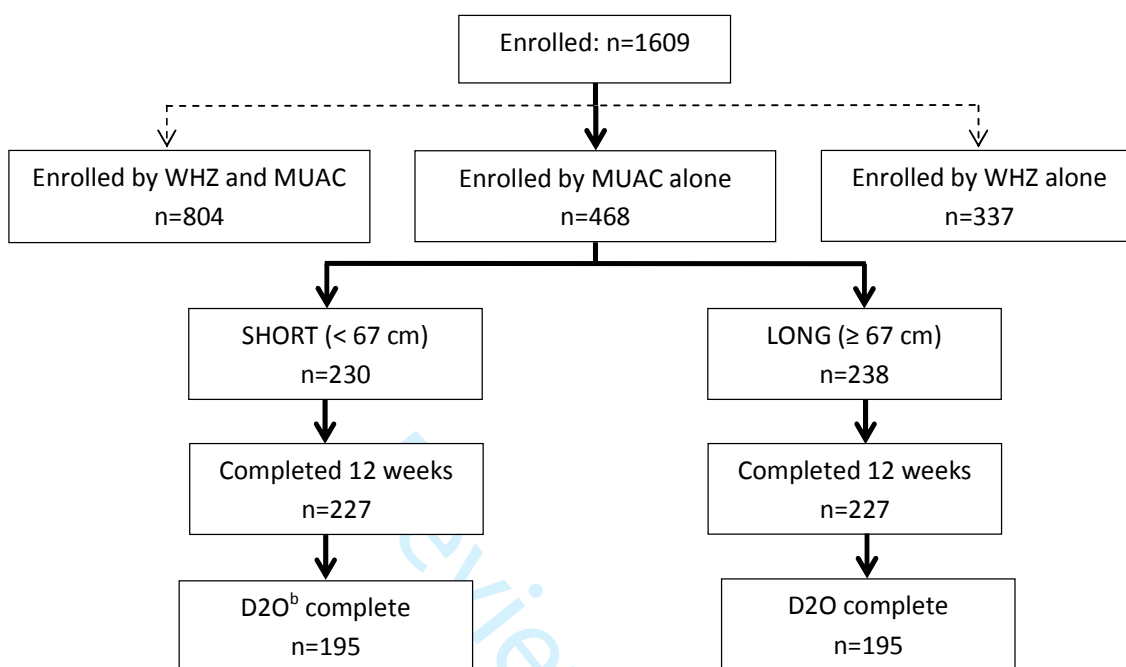 Enrolled: n=1609
Enrolled by WHZ and MUAC
n=804
Enrolled by MUAC alone
n=468
Enrolled by WHZ alone
n=337
SHORT (< 67 cm)
n=230
LONG (≥ 67 cm)
n=238
Completed 12 weeks
n=227
Completed 12 weeks
n=227
D2Oᵇ complete
n=195
D2O complete
n=195